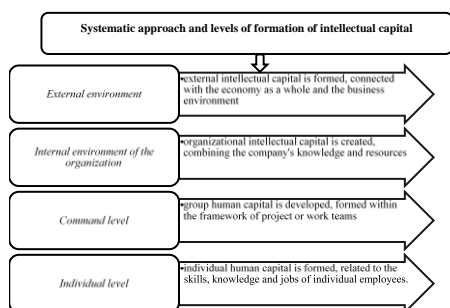 Systematic approach and levels of formation of intellectual capital
External environment
•external intellectual capital is formed, connected
with the economy as a whole and the business
environment
Internal environment of the
organization
•organizational intellectual capital is created,
combining the company's knowledge and resources
Command level
•group human capital is developed, formed within
the framework of project or work teams
Individual level
•individual human capital is formed, related to the
skills, knowledge and jobs of individual employees.